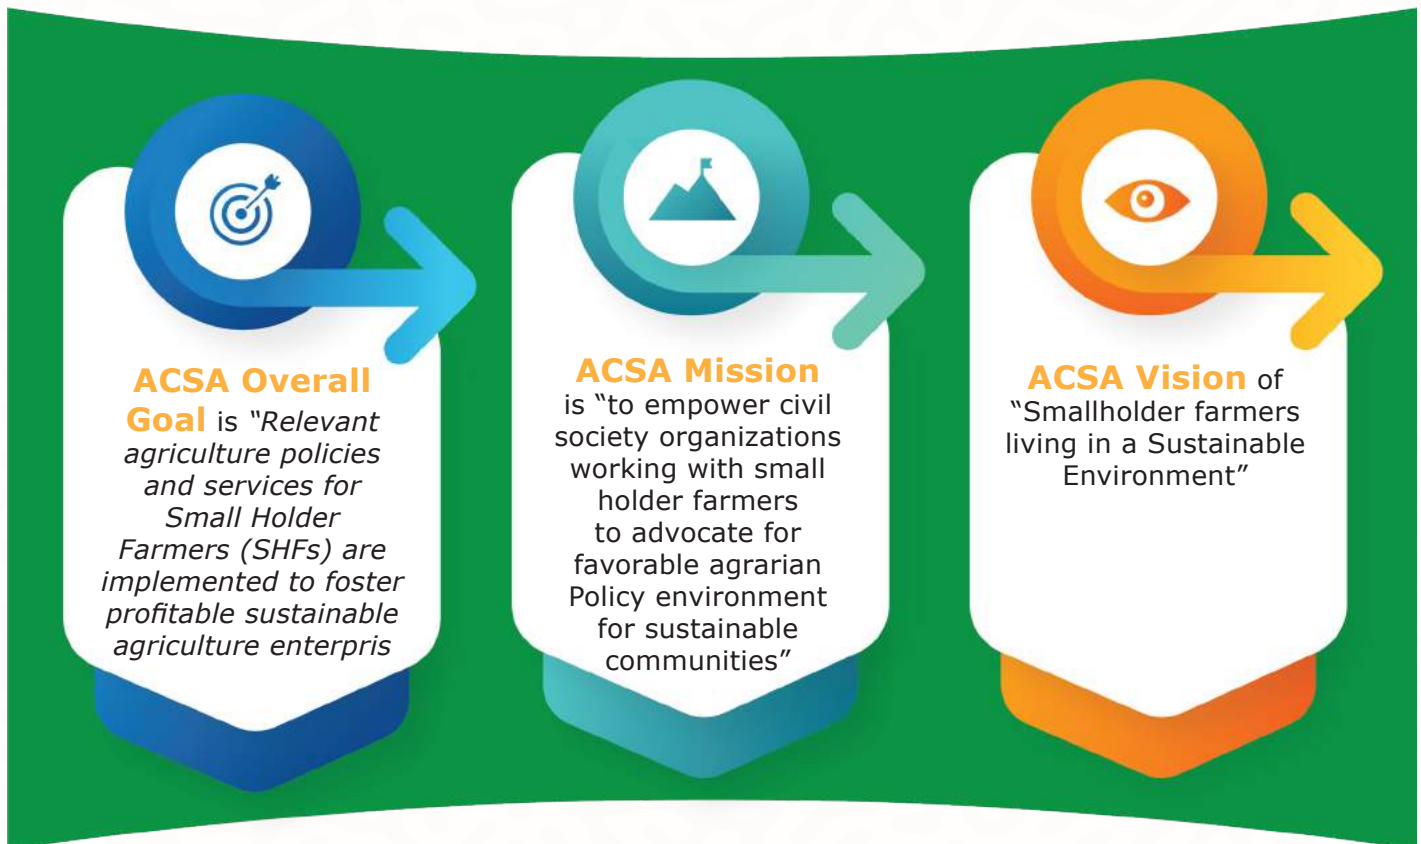 ACSA Overall
Goal is “Relevant
agriculture policies
and services for
Small Holder
Farmers (SHFs) are
implemented to foster
profitable sustainable
agriculture enterpris
ACSA Mission
is “to empower civil
society organizations
working with small
holder farmers
to advocate for
favorable agrarian
Policy environment
for sustainable
communities”
ACSA Vision of
“Smallholder farmers
living in a Sustainable
Environment”